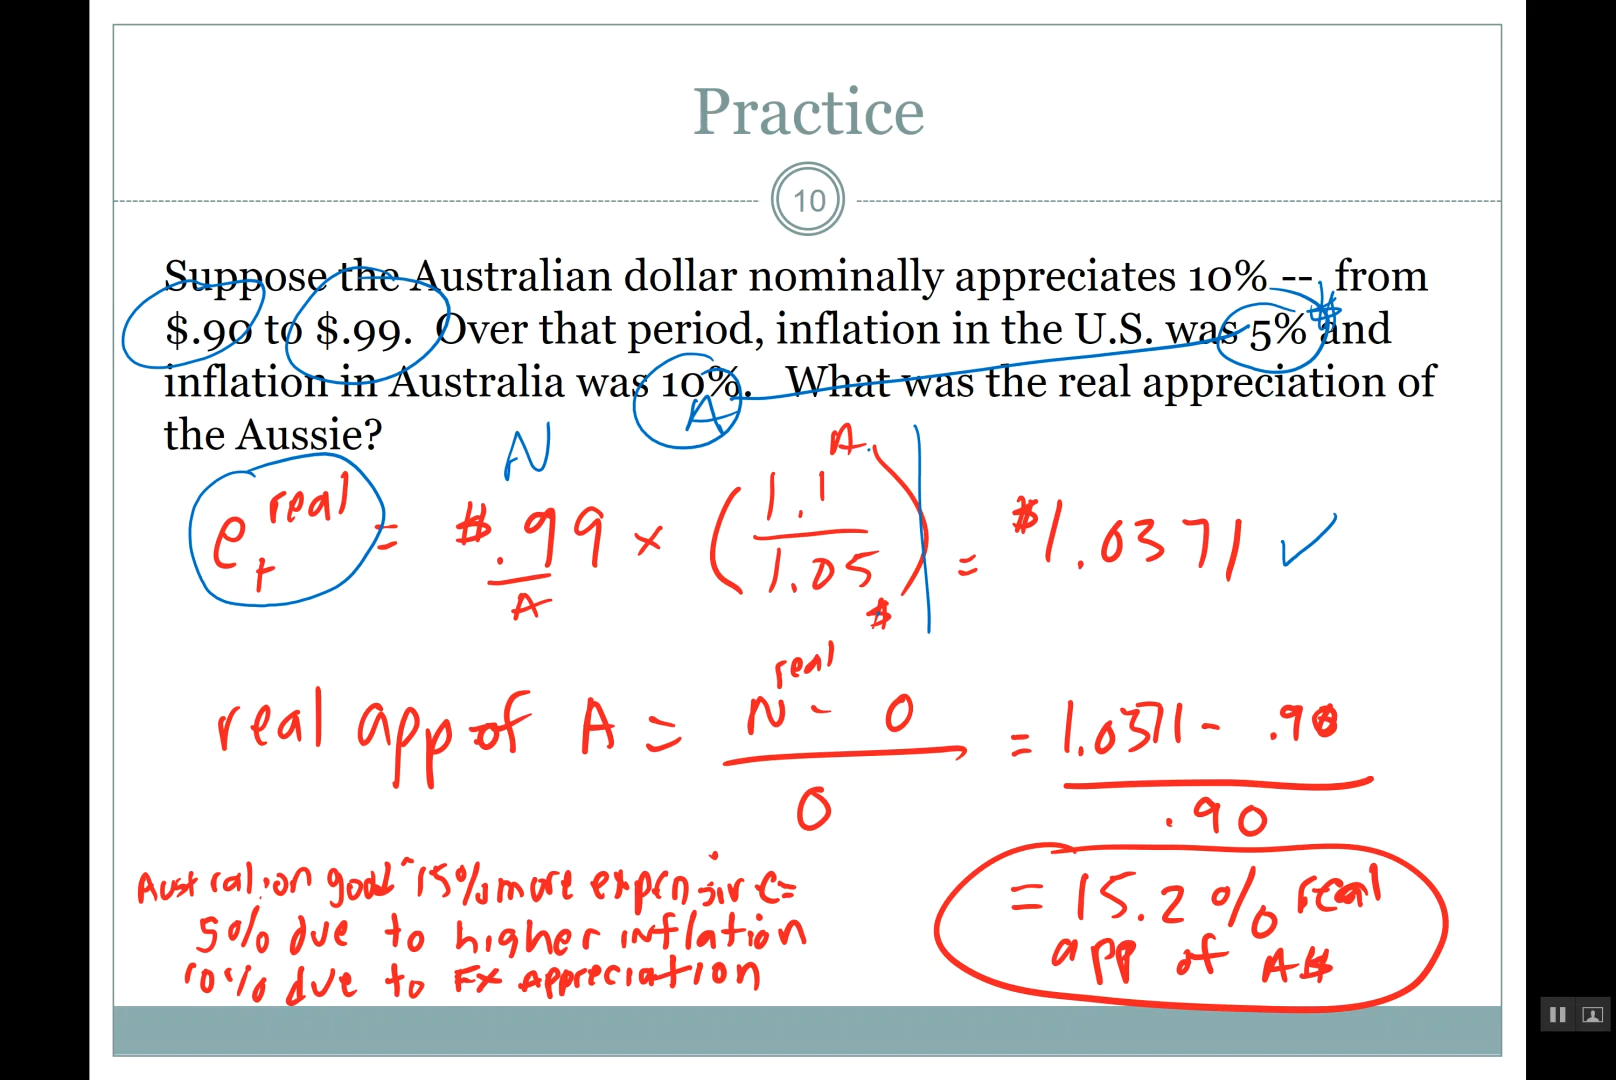 Practice
10
Suppose the Australian dollar nominally appreciates 10% -- from
$.90 to $.99. Over that period, inflation in the U.S. was 5% and
inflation in Australia was 10%. What was the real appreciation of
the Aussie?
$
A
N
A
e t real = $.99 / A × (1.1 / 1.05) = $1.0371 ✓
$
real
real app of A = N - 0 / 0 = 1.0371 - .90 / .90
Australian goods 15% more expensive =
5% due to higher inflation
10% due to FX Appreciation
= 15.2% real
app of A$